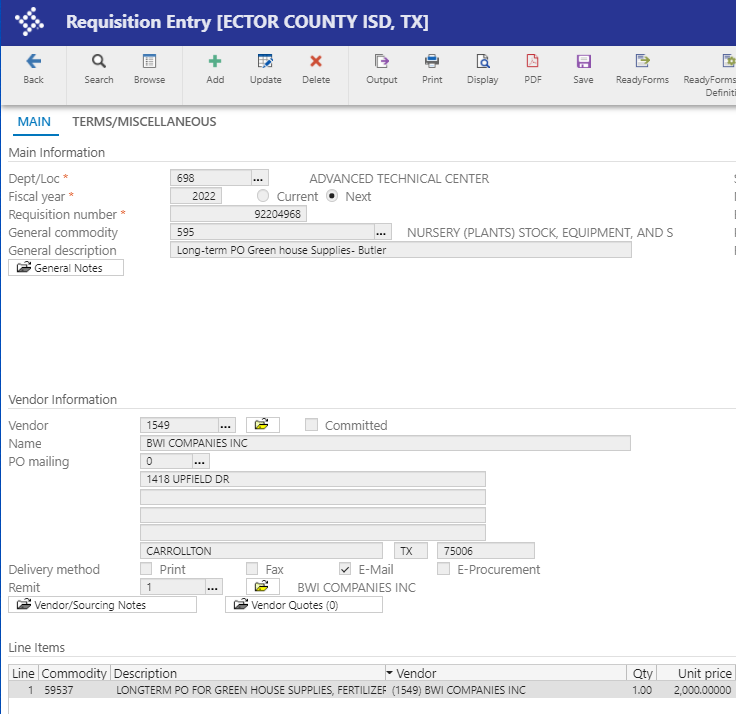 Requisition Entry [ECTOR COUNTY ISD, TX]
Back Search Browse Add Update Delete Output Print Display PDF Save ReadyForms ReadyForms
Definiti
MAIN TERMS/MISCELLANEOUS
Main Information
Dept/Loc * 698 ... ADVANCED TECHNICAL CENTER
Fiscal year * 2022 Current Next
Requisition number * 92204968
General commodity 595 ... NURSERY (PLANTS) STOCK, EQUIPMENT, AND S
General description Long-term PO Green house Supplies- Butler
General Notes
Vendor Information
Vendor 1549 ... Committed
Name BWI COMPANIES INC
PO mailing 0 ...
1418 UPFIELD DR
CARROLLTON TX 75006
Delivery method Print Fax E-Mail E-Procurement
Remit 1 ... BWI COMPANIES INC
Vendor/Sourcing Notes Vendor Quotes (0)
Line Items
Line Commodity Description Vendor Qty Unit price
1 59537 LONGTERM PO FOR GREEN HOUSE SUPPLIES, FERTILIZER (1549) BWI COMPANIES INC 1.00 2,000.00000